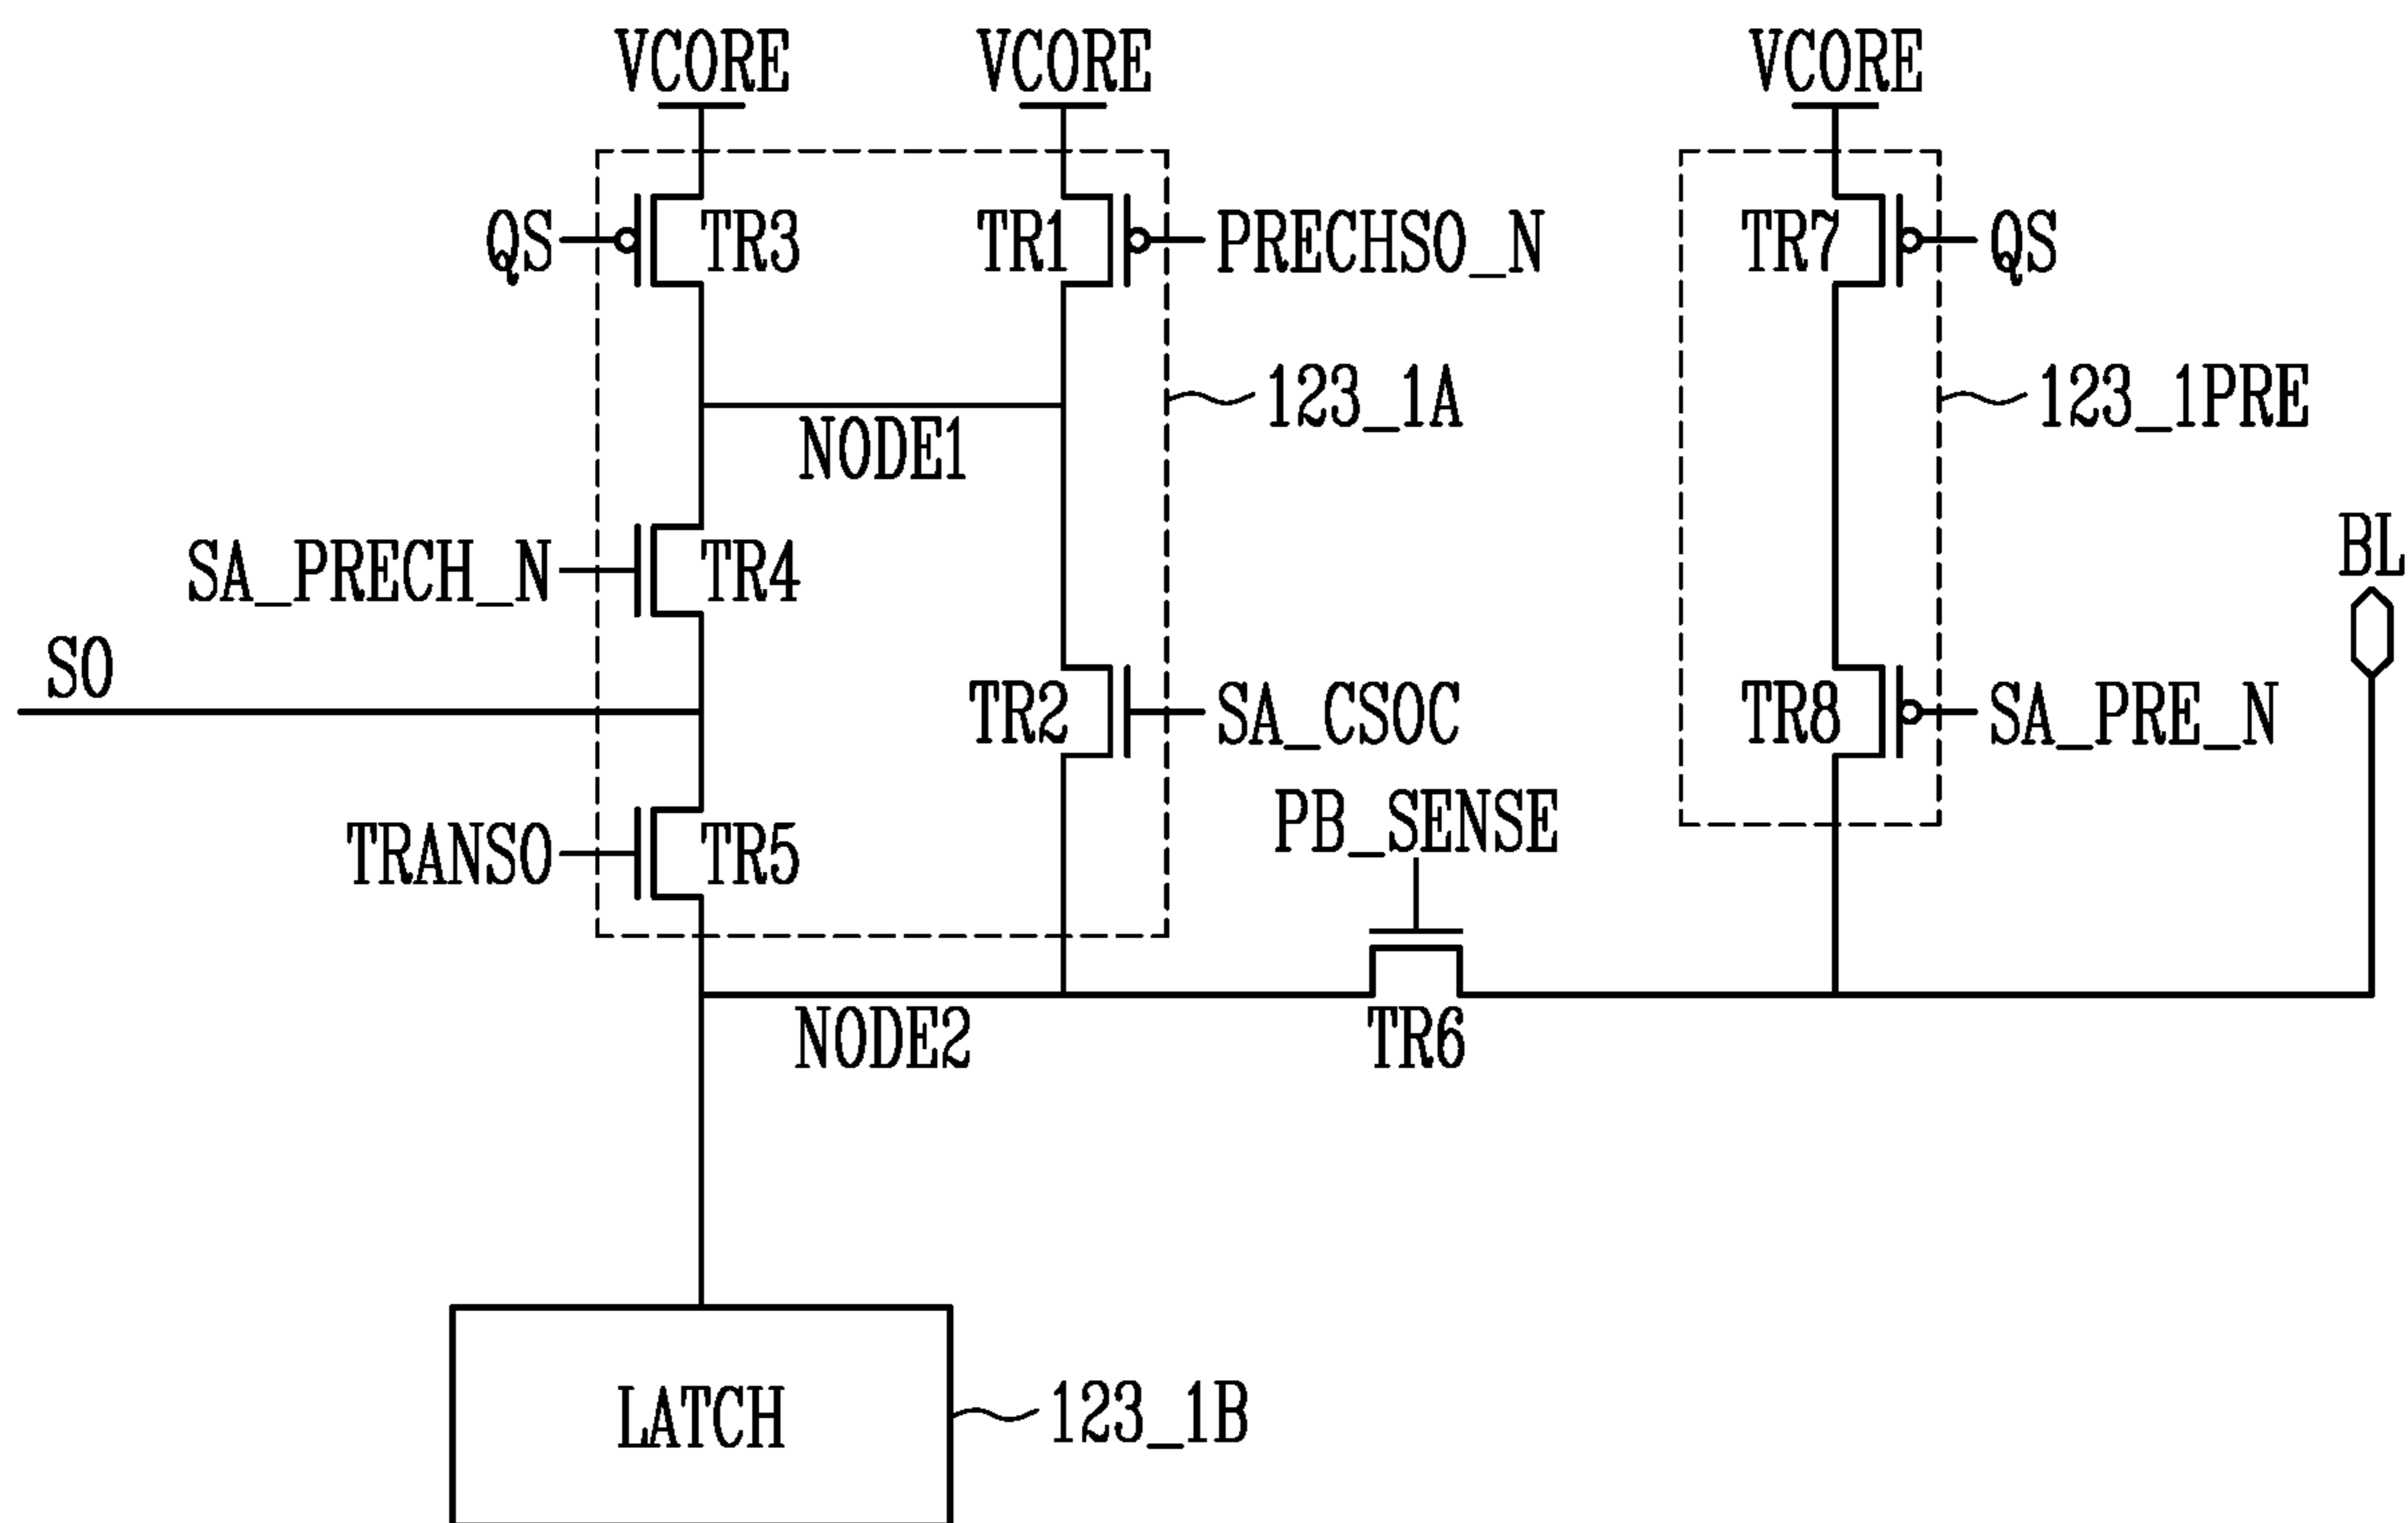 VCORE VCORE VCORE
QS TR3 TR1 PRECHSO_N TR7 QS
123_1A 123_1PRE
NODE1
SA_PRECH_N TR4 BL
SO
TR2 SA_CSOC TR8 SA_PRE_N
TRANSO TR5 PB_SENSE
NODE2 TR6
LATCH 123_1B